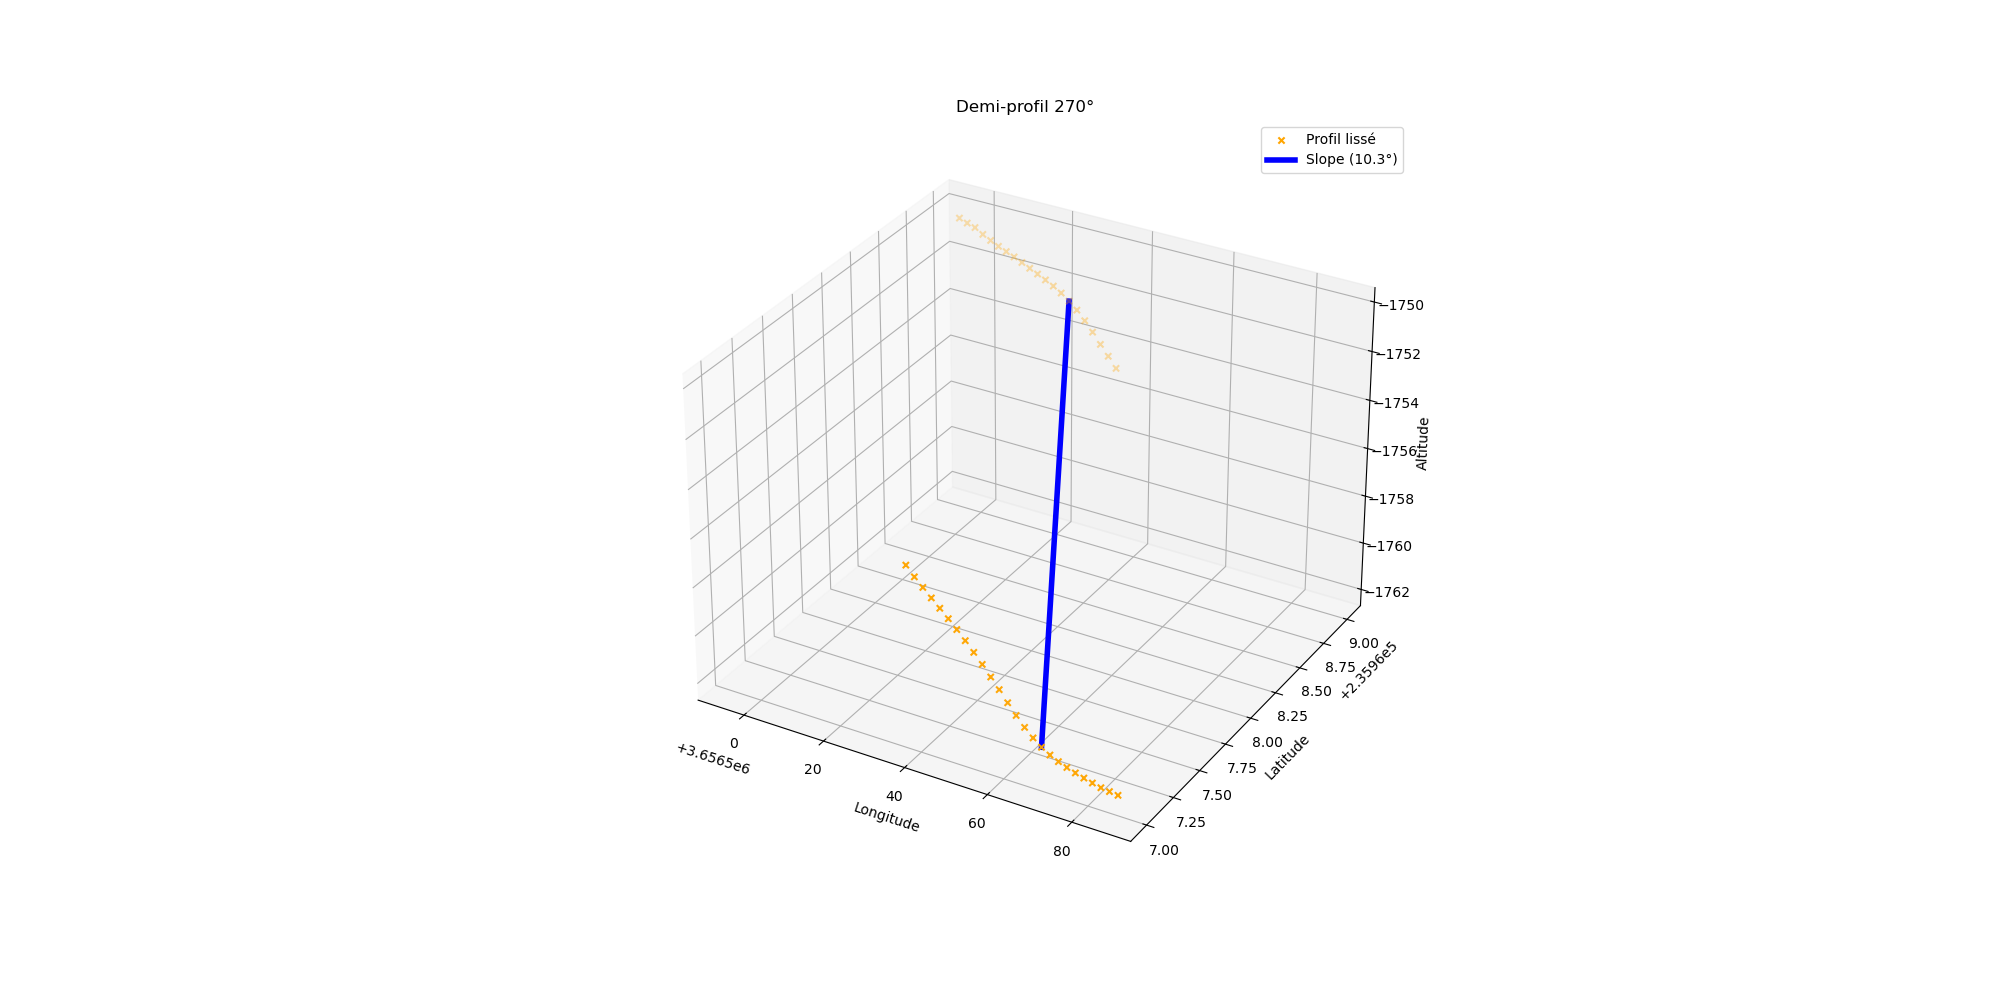 Demi-profil 270°
Profil lissé
Slope (10.3°)
−1750
−1752
−1754
−1756
−1758
−1760
−1762
Altitude
9.00
8.75
8.50
8.25
8.00
7.75
7.50
7.25
7.00
+2.3596e5
Latitude
0
20
40
60
80
+3.6565e6
Longitude